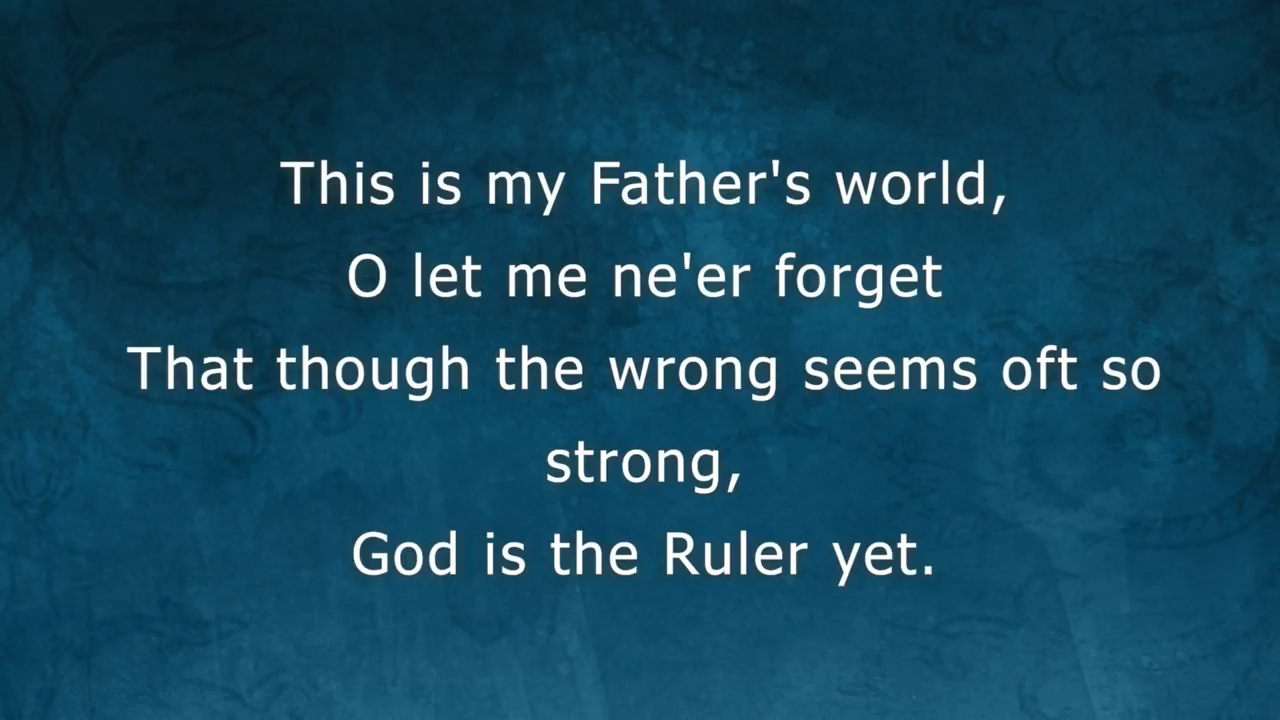 This is my Father's world,
O let me ne'er forget
That though the wrong seems oft so
strong,
God is the Ruler yet.